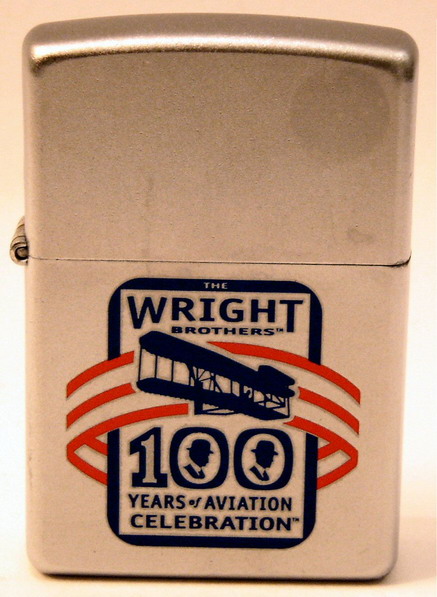 THE
WRIGHT
BROTHERS™
100
YEARS of AVIATION
CELEBRATION™